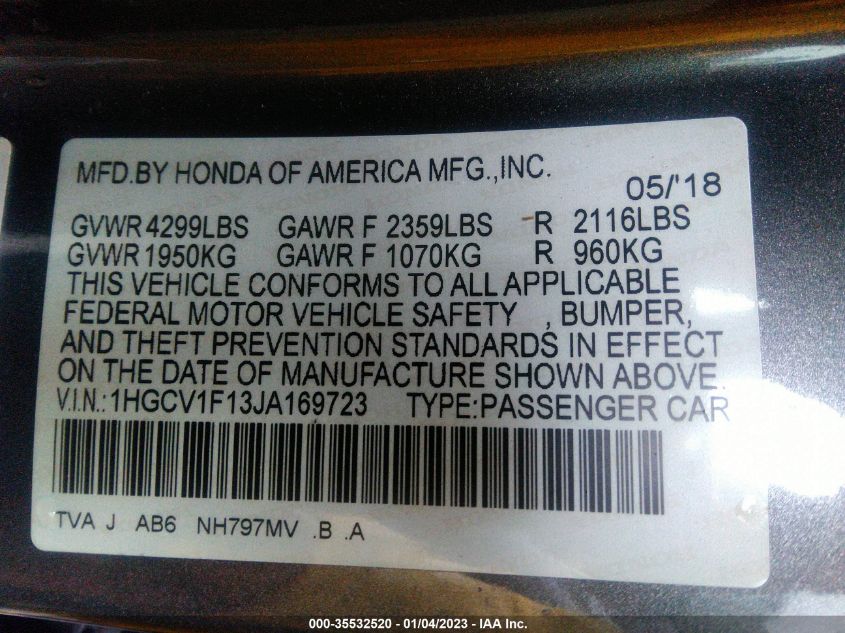 MFD.BY HONDA OF AMERICA MFG.,INC. 05/'18
GVWR 4299LBS GAWR F 2359LBS R 2116LBS
GVWR 1950KG GAWR F 1070KG R 960KG
THIS VEHICLE CONFORMS TO ALL APPLICABLE
FEDERAL MOTOR VEHICLE SAFETY , BUMPER,
AND THEFT PREVENTION STANDARDS IN EFFECT
ON THE DATE OF MANUFACTURE SHOWN ABOVE.
V.I.N.:1HGCV1F13JA169723 TYPE:PASSENGER CAR
TVA J AB6 NH797MV .B .A
000-35532520 - 01/04/2023 - IAA Inc.